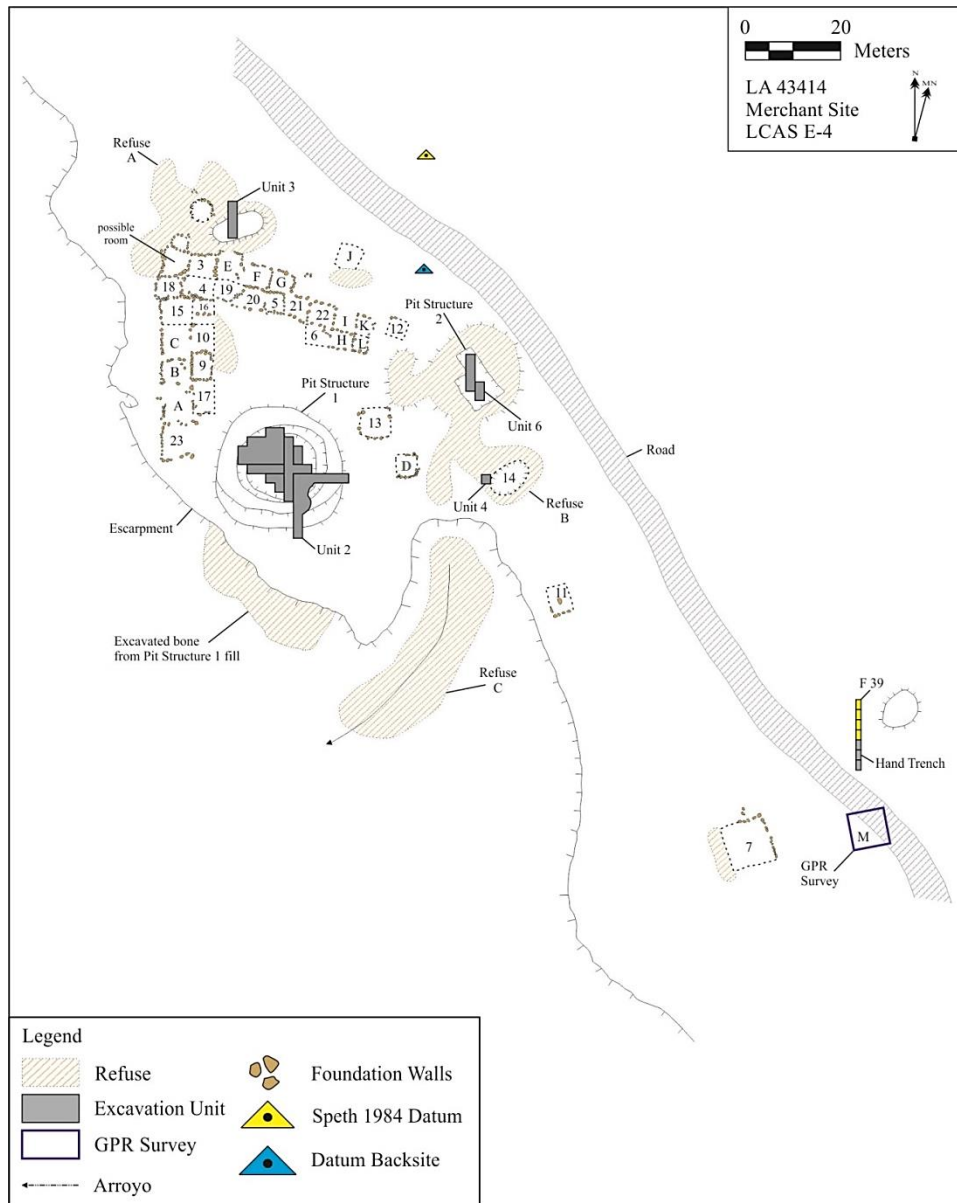 0 20
Meters
LA 43414
Merchant Site
LCAS E-4
N
MN
Refuse
A
Unit 3
possible
room
3
E
F
G
J
18
4
19
20
5
21
22
I
K
12
15
16
6
H
L
C
10
Pit Structure
2
B
9
A
17
Pit Structure
1
13
Unit 6
23
D
14
Unit 4
Refuse
B
Road
Escarpment
Unit 2
11
Excavated bone
from Pit Structure 1 fill
Refuse
C
F 39
Hand Trench
7
M
GPR
Survey
Legend
Refuse
Excavation Unit
GPR Survey
Arroyo
Foundation Walls
Speth 1984 Datum
Datum Backsite